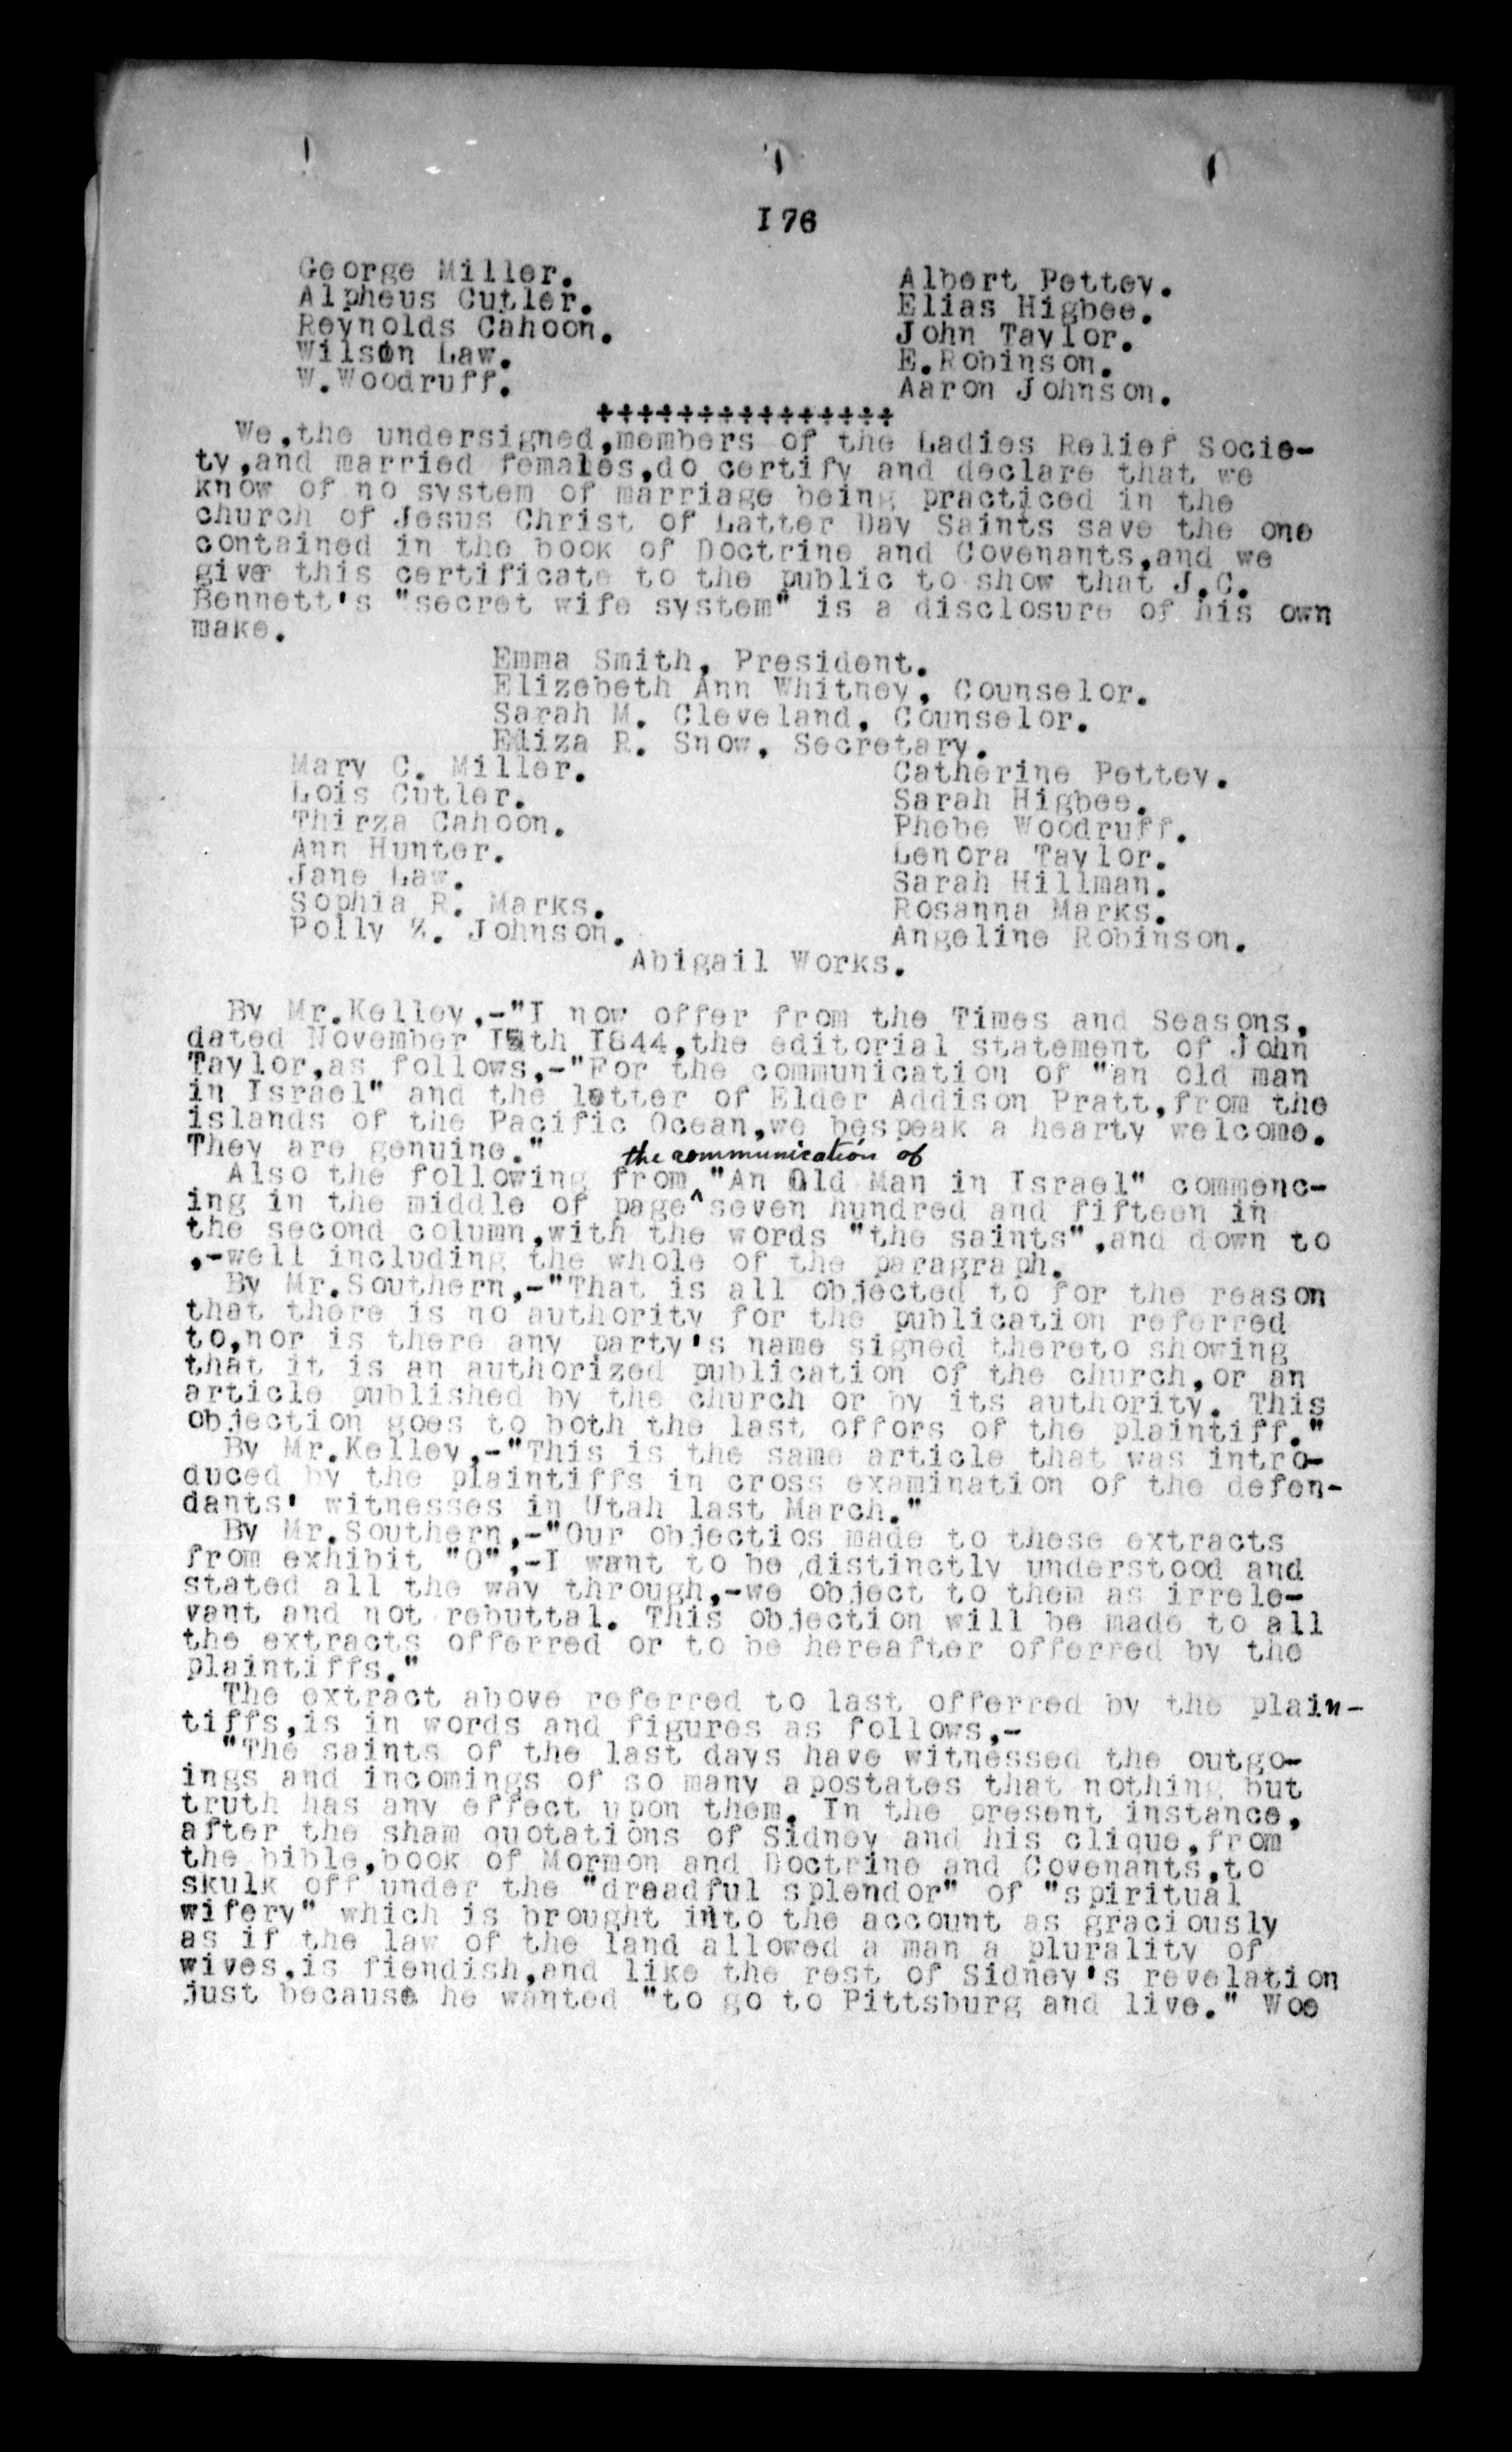 I76
George Miller.
Alpheus Cutler.
Reynolds Cahoon.
Wilson Law.
W.Woodruff.
Albert Pettey.
Elias Higbee.
John Taylor.
E.Robinson.
Aaron Johnson.
+++++++++++++++
We,the undersigned,members of the Ladies Relief Socie-
ty,and married females,do certify and declare that we
know of no system of marriage being practiced in the
church of Jesus Christ of Latter Day Saints save the one
contained in the book of Doctrine and Covenants,and we
give this certificate to the public to show that J.C.
Bennett's "secret wife system" is a disclosure of his own
make.
Emma Smith, President.
Elizebeth Ann Whitney, Counselor.
Sarah M. Cleveland, Counselor.
Eliza R. Snow, Secretary.
Mary C. Miller.
Lois Cutler.
Thirza Cahoon.
Ann Hunter.
Jane Law.
Sophia R. Marks.
Polly Z. Johnson.
Catherine Pettey.
Sarah Higbee.
Phebe Woodruff.
Lenora Taylor.
Sarah Hillman.
Rosanna Marks.
Angeline Robinson.
Abigail Works.
By Mr.Kelley,-"I now offer from the Times and Seasons,
dated November I5th I844,the editorial statement of John
Taylor,as follows,-"For the communication of "an old man
in Israel" and the letter of Elder Addison Pratt,from the
islands of the Pacific Ocean,we bespeak a hearty welcome.
They are genuine."
the communication of
Also the following from "An Old Man in Israel" commenc-
ing in the middle of page ^ seven hundred and fifteen in
the second column,with the words "the saints",and down to
,-well including the whole of the paragraph.
By Mr.Southern,-"That is all objected to for the reason
that there is no authority for the publication referred
to,nor is there any party's name signed thereto showing
that it is an authorized publication of the church,or an
article published by the church or by its authority. This
objection goes to both the last offors of the plaintiff."
By Mr.Kelley,-"This is the same article that was intro-
duced by the plaintiffs in cross examination of the defen-
dants' witnesses in Utah last March."
By Mr.Southern,-"Our objectios made to these extracts
from exhibit "O",-I want to be distinctly understood and
stated all the way through,-we object to them as irrele-
vant and not rebuttal. This objection will be made to all
the extracts offerred or to be hereafter offerred by the
plaintiffs."
The extract above referred to last offerred by the plain-
tiffs,is in words and figures as follows,-
"The saints of the last days have witnessed the outgo-
ings and incomings of so many apostates that nothing but
truth has any effect upon them. In the present instance,
after the sham quotations of Sidney and his clique,from
the bible,book of Mormon and Doctrine and Covenants,to
skulk off under the "dreadful splendor" of "spiritual
wifery" which is brought into the account as graciously
as if the law of the land allowed a man a plurality of
wives,is fiendish,and like the rest of Sidney's revelation
just because he wanted "to go to Pittsburg and live." Woe